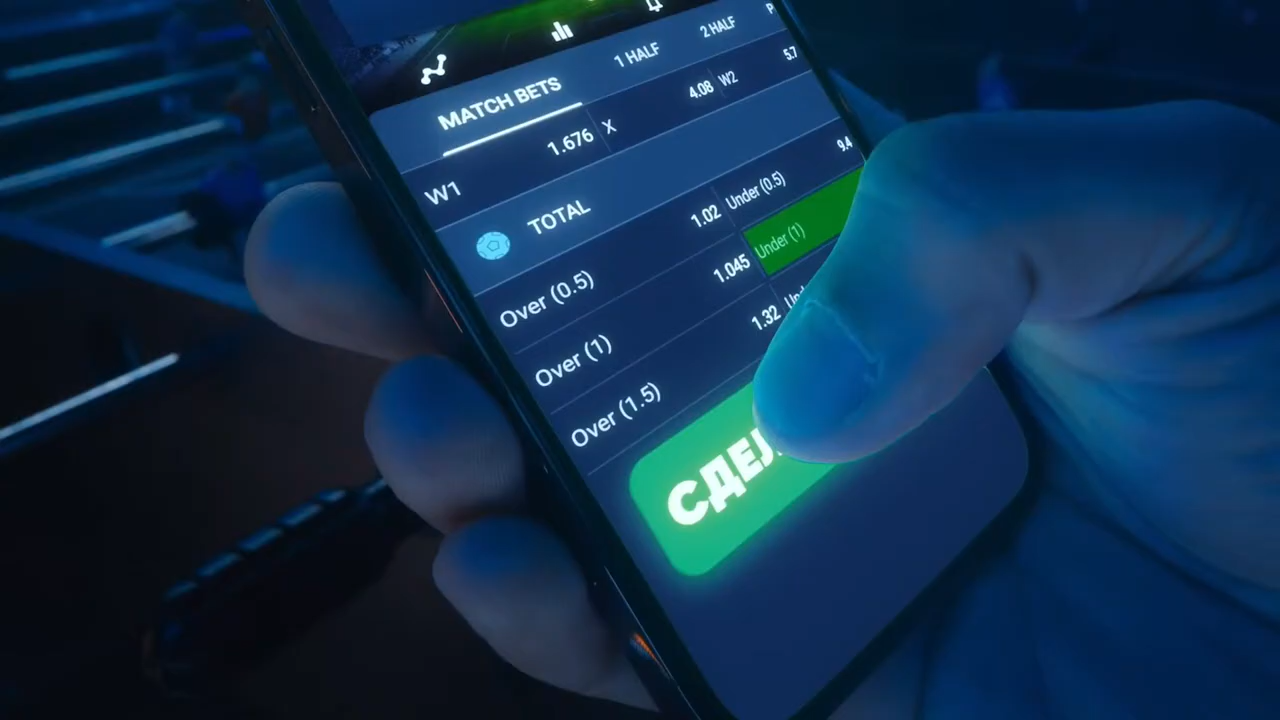 MATCH BETS 1 HALF 2 HALF
W1 1.676 X 4.08 W2 5.7
TOTAL
Over (0.5) 1.02 Under (0.5) 9.4
Over (1) 1.045 Under (1)
Over (1.5) 1.32